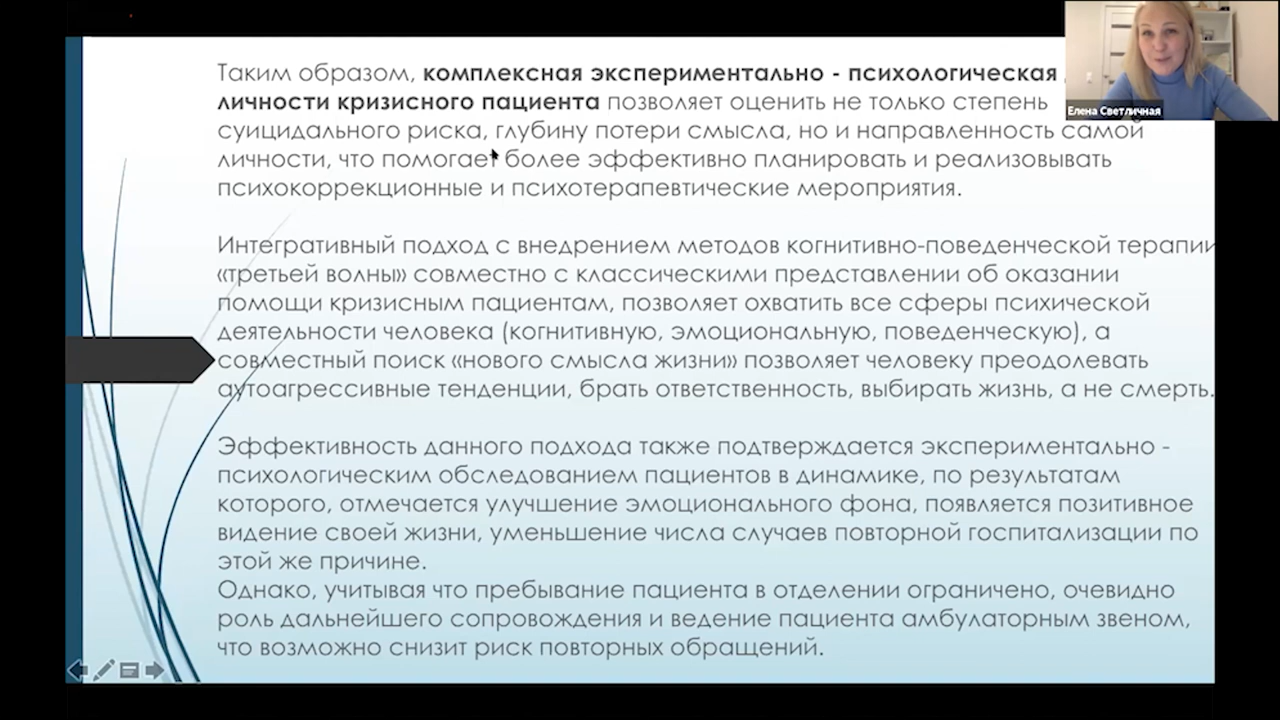 Таким образом, комплексная экспериментально - психологическая
личности кризисного пациента позволяет оценить не только степень
суицидального риска, глубину потери смысла, но и направленность самой
личности, что помогает более эффективно планировать и реализовывать
психокоррекционные и психотерапевтические мероприятия.
Интегративный подход с внедрением методов когнитивно-поведенческой терапии
«третьей волны» совместно с классическими представлении об оказании
помощи кризисным пациентам, позволяет охватить все сферы психической
деятельности человека (когнитивную, эмоциональную, поведенческую), а
совместный поиск «нового смысла жизни» позволяет человеку преодолевать
аутоагрессивные тенденции, брать ответственность, выбирать жизнь, а не смерть.
Эффективность данного подхода также подтверждается экспериментально -
психологическим обследованием пациентов в динамике, по результатам
которого, отмечается улучшение эмоционального фона, появляется позитивное
видение своей жизни, уменьшение числа случаев повторной госпитализации по
этой же причине.
Однако, учитывая что пребывание пациента в отделении ограничено, очевидно
роль дальнейшего сопровождения и ведение пациента амбулаторным звеном,
что возможно снизит риск повторных обращений.
Елена Светличная